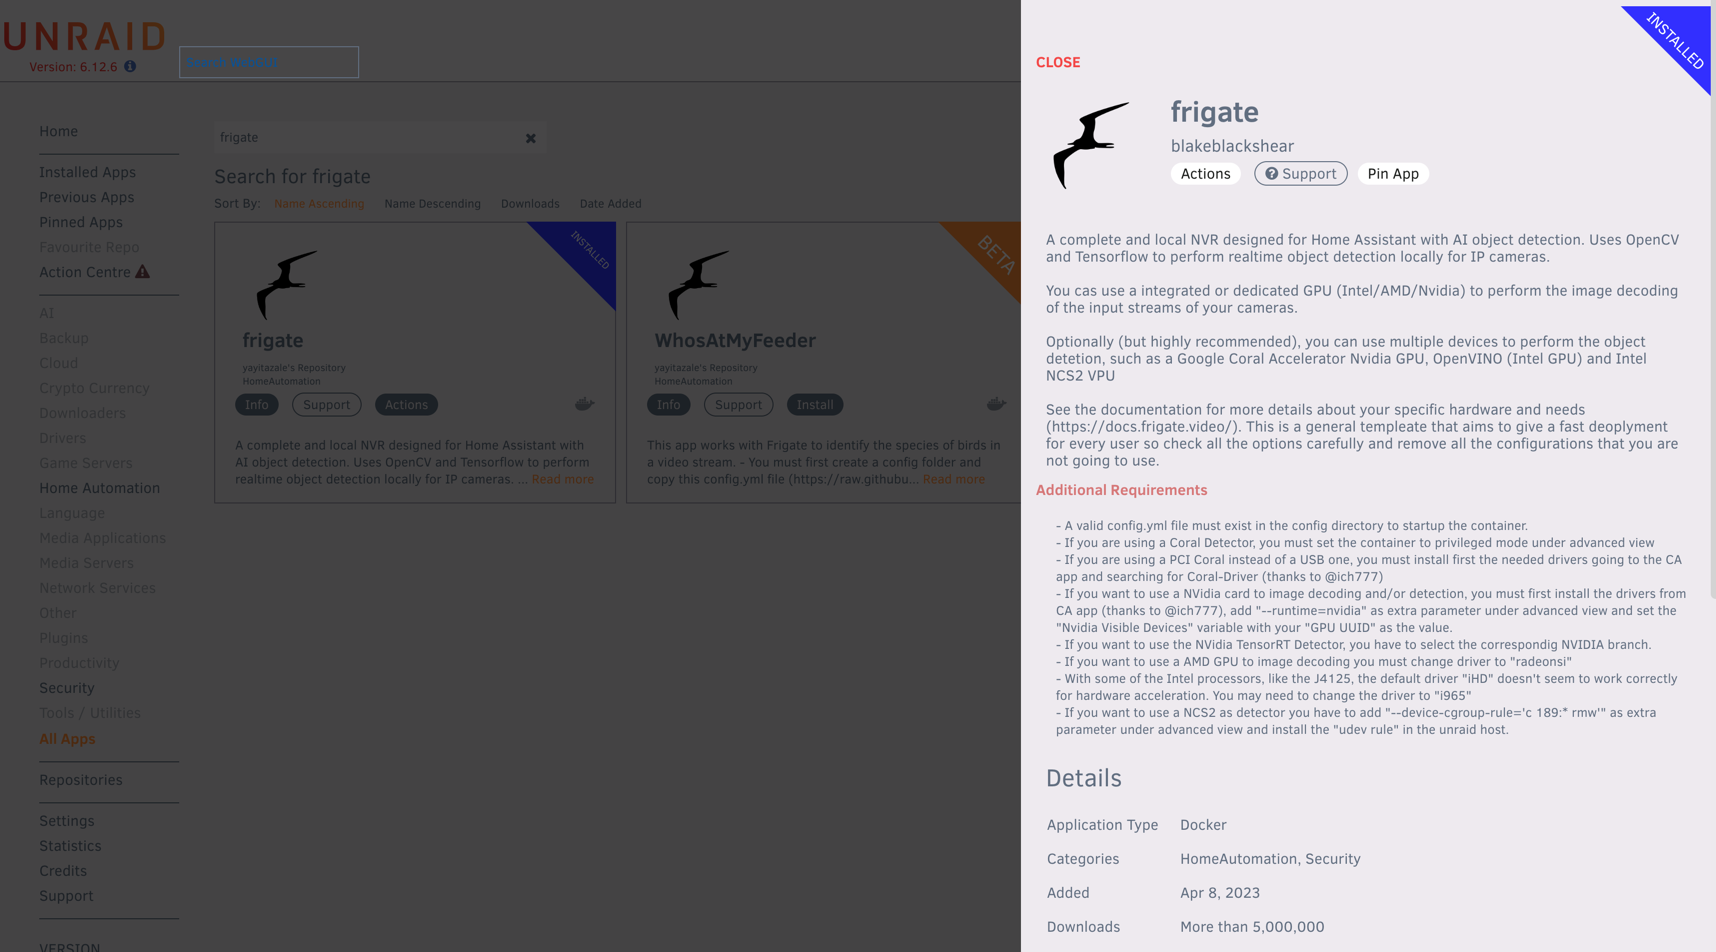 UNRAID
Version: 6.12.6
Home
Installed Apps
Previous Apps
Pinned Apps
Favourite Repo
Action Centre
AI
Backup
Cloud
Crypto Currency
Downloaders
Drivers
Game Servers
Home Automation
Language
Media Applications
Media Servers
Network Services
Other
Plugins
Productivity
Security
Tools / Utilities
All Apps
Repositories
Settings
Statistics
Credits
Support
VERSION
frigate
Search for frigate
Sort By: Name Ascending Name Descending Downloads Date Added
INSTALLED
frigate
yayitazale's Repository
HomeAutomation
Info Support Actions
A complete and local NVR designed for Home Assistant with
AI object detection. Uses OpenCV and Tensorflow to perform
realtime object detection locally for IP cameras. ... Read more
BETA
WhosAtMyFeeder
yayitazale's Repository
HomeAutomation
Info Support Install
This app works with Frigate to identify the species of birds in
a video stream. - You must first create a config folder and
copy this config.yml file (https://raw.githubu... Read more
INSTALLED
CLOSE
frigate
blakeblackshear
Actions Support Pin App
A complete and local NVR designed for Home Assistant with AI object detection. Uses OpenCV
and Tensorflow to perform realtime object detection locally for IP cameras.
You cas use a integrated or dedicated GPU (Intel/AMD/Nvidia) to perform the image decoding
of the input streams of your cameras.
Optionally (but highly recommended), you can use multiple devices to perform the object
detetion, such as a Google Coral Accelerator Nvidia GPU, OpenVINO (Intel GPU) and Intel
NCS2 VPU
See the documentation for more details about your specific hardware and needs
(https://docs.frigate.video/). This is a general templeate that aims to give a fast deoplyment
for every user so check all the options carefully and remove all the configurations that you are
not going to use.
Additional Requirements
- A valid config.yml file must exist in the config directory to startup the container.
- If you are using a Coral Detector, you must set the container to privileged mode under advanced view
- If you are using a PCI Coral instead of a USB one, you must install first the needed drivers going to the CA
app and searching for Coral-Driver (thanks to @ich777)
- If you want to use a NVidia card to image decoding and/or detection, you must first install the drivers from
CA app (thanks to @ich777), add "--runtime=nvidia" as extra parameter under advanced view and set the
"Nvidia Visible Devices" variable with your "GPU UUID" as the value.
- If you want to use the NVidia TensorRT Detector, you have to select the correspondig NVIDIA branch.
- If you want to use a AMD GPU to image decoding you must change driver to "radeonsi"
- With some of the Intel processors, like the J4125, the default driver "iHD" doesn't seem to work correctly
for hardware acceleration. You may need to change the driver to "i965"
- If you want to use a NCS2 as detector you have to add "--device-cgroup-rule='c 189:* rmw'" as extra
parameter under advanced view and install the "udev rule" in the unraid host.
Details
Application Type Docker
Categories HomeAutomation, Security
Added Apr 8, 2023
Downloads More than 5,000,000